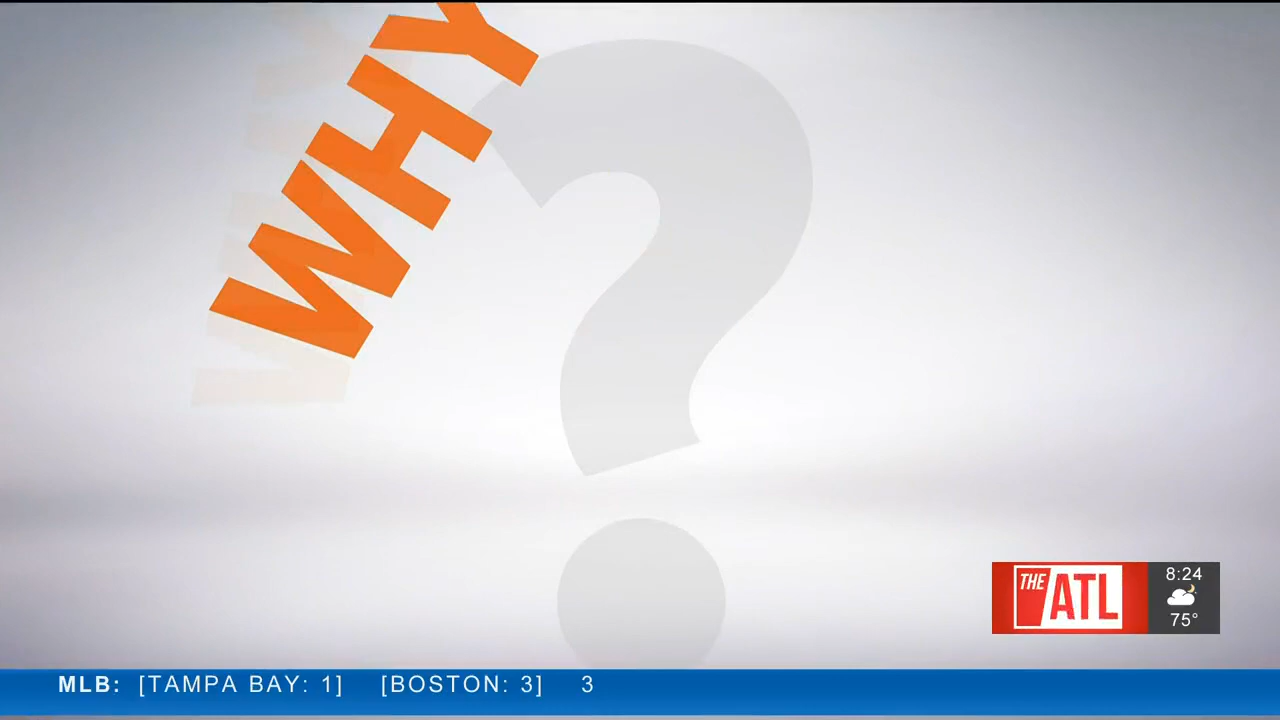 WHY
THE ATL
8:24
75°
MLB: [TAMPA BAY: 1] [BOSTON: 3] 3